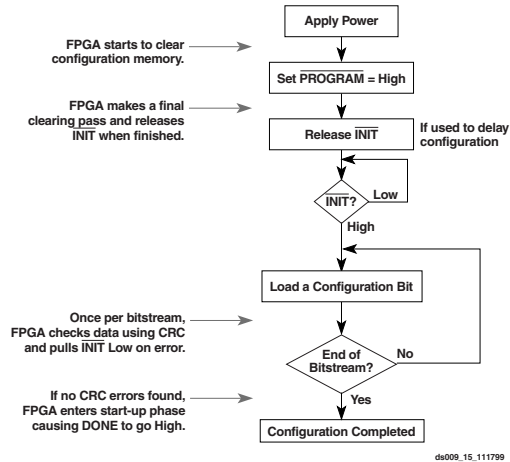 Apply Power
FPGA starts to clear
configuration memory.
Set PROGRAM = High
FPGA makes a final
clearing pass and releases
INIT when finished.
Release INIT
If used to delay
configuration
INIT?
Low
High
Load a Configuration Bit
Once per bitstream,
FPGA checks data using CRC
and pulls INIT Low on error.
End of
Bitstream?
No
Yes
If no CRC errors found,
FPGA enters start-up phase
causing DONE to go High.
Configuration Completed
ds009_15_111799